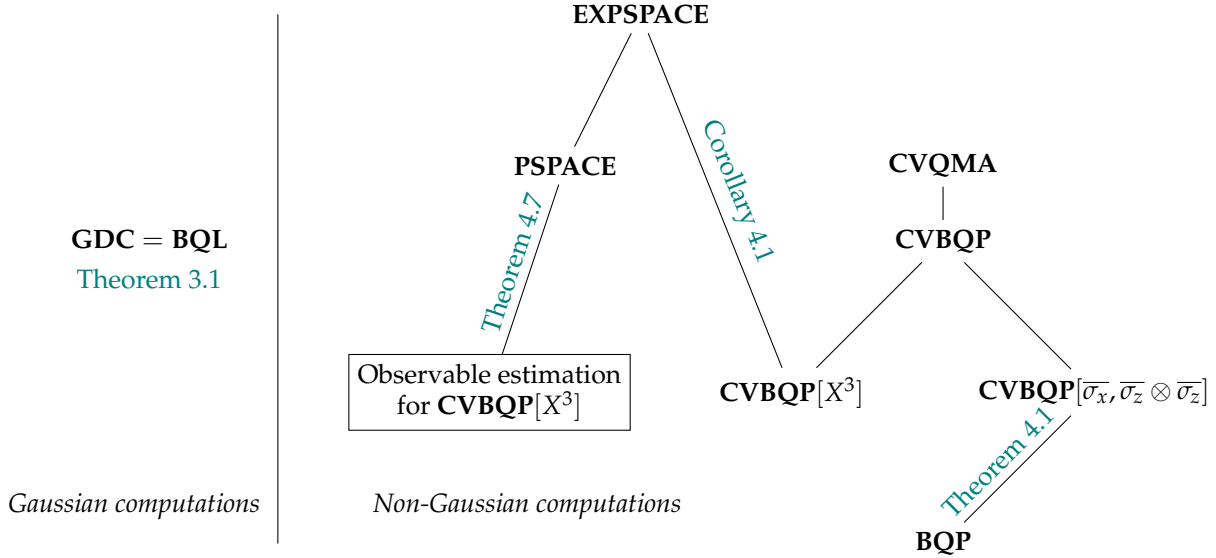 EXPSPACE
Corollary 4.1
PSPACE
CVQMA
Theorem 4.7
GDC = BQL
Theorem 3.1
CVBQP
Observable estimation
for CVBQP[X³]
CVBQP[X³]
CVBQP[σ̅ₓ, σ̅_z ⊗ σ̅_z]
Theorem 4.1
Gaussian computations
Non-Gaussian computations
BQP